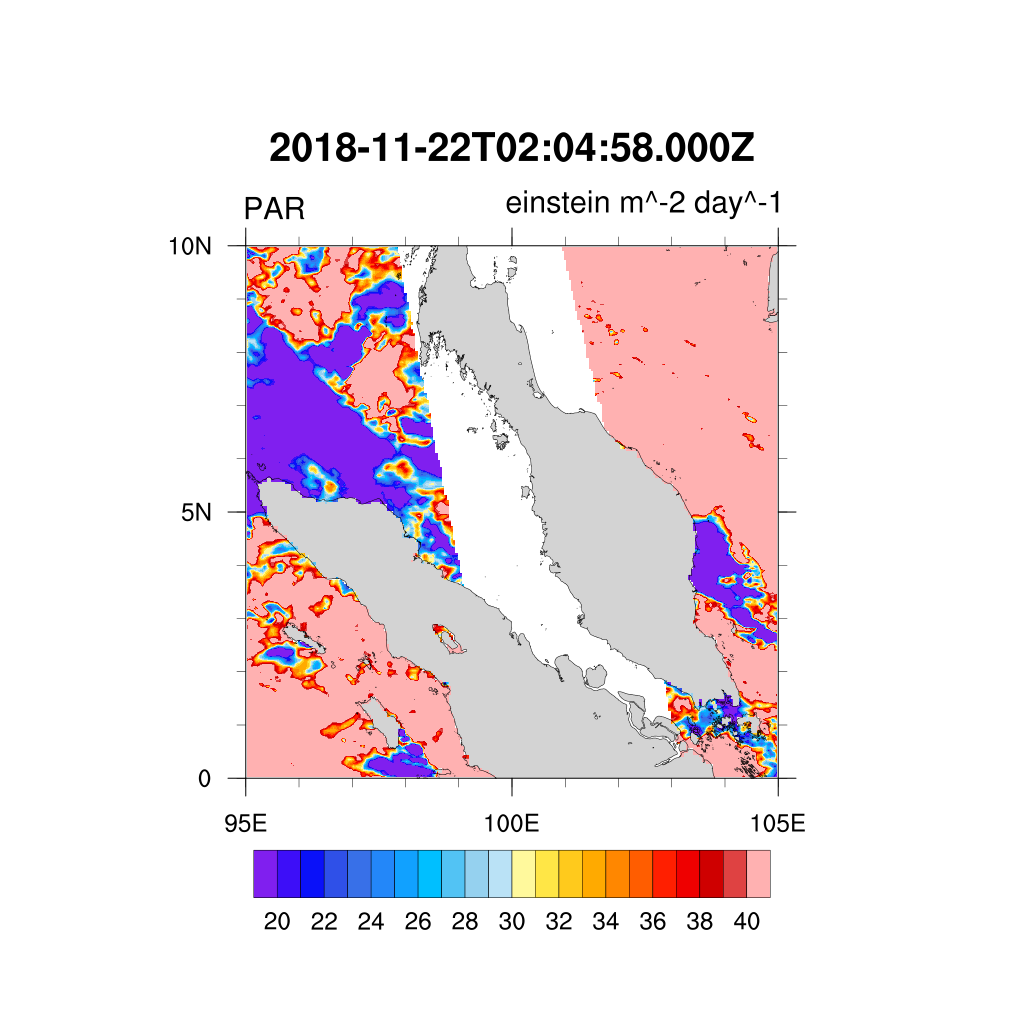 2018-11-22T02:04:58.000Z
PAR einstein m^-2 day^-1
10N
5N
0
95E 100E 105E
20 22 24 26 28 30 32 34 36 38 40